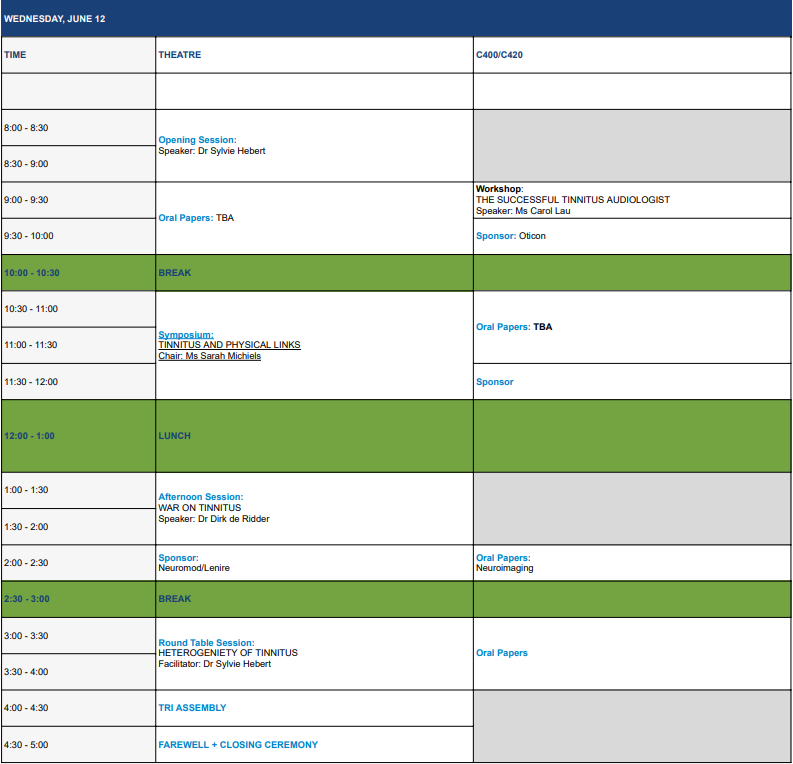 WEDNESDAY, JUNE 12
TIME
THEATRE
C400/C420
8:00 - 8:30
Opening Session:
Speaker: Dr Sylvie Hebert
8:30 - 9:00
9:00 - 9:30
Oral Papers: TBA
Workshop:
THE SUCCESSFUL TINNITUS AUDIOLOGIST
Speaker: Ms Carol Lau
9:30 - 10:00
Sponsor: Oticon
10:00 - 10:30
BREAK
10:30 - 11:00
Symposium:
TINNITUS AND PHYSICAL LINKS
Chair: Ms Sarah Michiels
Oral Papers: TBA
11:00 - 11:30
11:30 - 12:00
Sponsor
12:00 - 1:00
LUNCH
1:00 - 1:30
Afternoon Session:
WAR ON TINNITUS
Speaker: Dr Dirk de Ridder
1:30 - 2:00
2:00 - 2:30
Sponsor:
Neuromod/Lenire
Oral Papers:
Neuroimaging
2:30 - 3:00
BREAK
3:00 - 3:30
Round Table Session:
HETEROGENIETY OF TINNITUS
Facilitator: Dr Sylvie Hebert
Oral Papers
3:30 - 4:00
4:00 - 4:30
TRI ASSEMBLY
4:30 - 5:00
FAREWELL + CLOSING CEREMONY